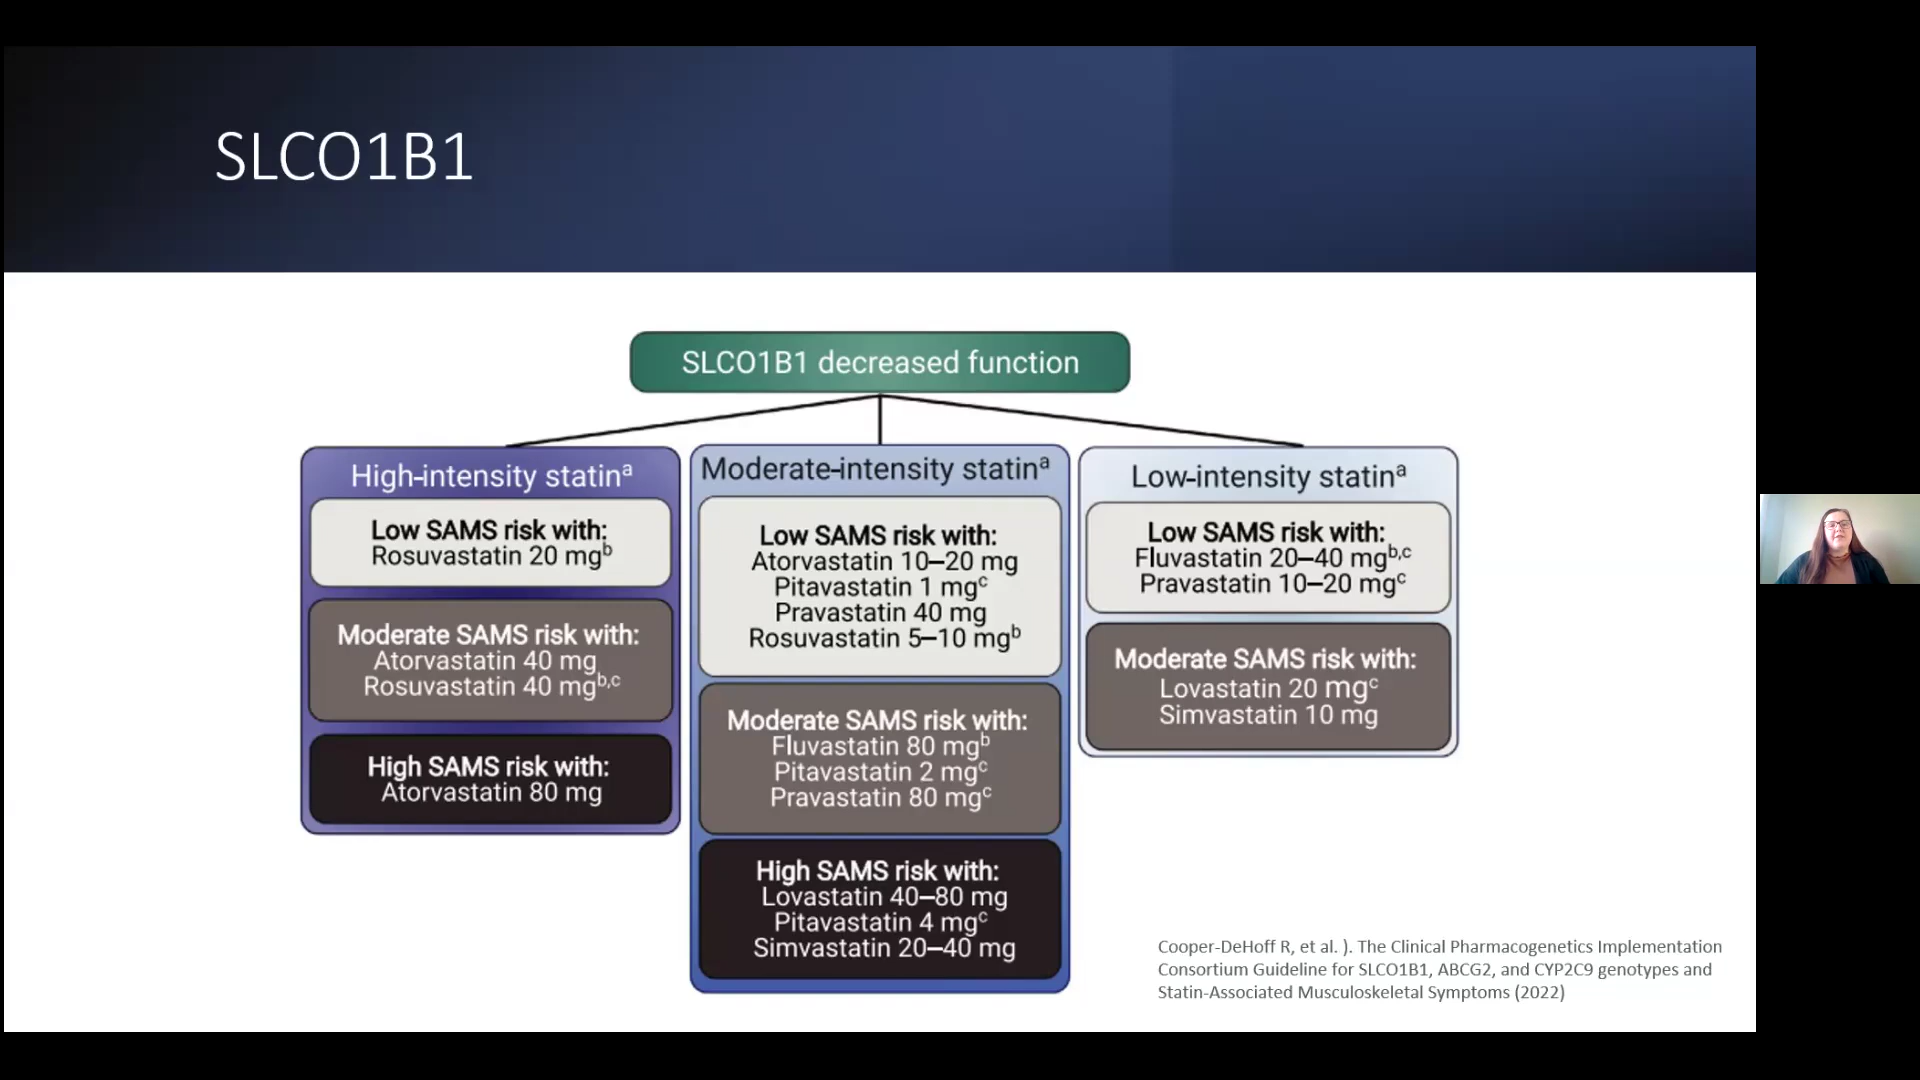 SLCO1B1
SLCO1B1 decreased function
High-intensity statinᵃ
Low SAMS risk with:
Rosuvastatin 20 mgᵇ
Moderate SAMS risk with:
Atorvastatin 40 mg
Rosuvastatin 40 mgᵇ,ᶜ
High SAMS risk with:
Atorvastatin 80 mg
Moderate-intensity statinᵃ
Low SAMS risk with:
Atorvastatin 10–20 mg
Pitavastatin 1 mgᶜ
Pravastatin 40 mg
Rosuvastatin 5–10 mgᵇ
Moderate SAMS risk with:
Fluvastatin 80 mgᵇ
Pitavastatin 2 mgᶜ
Pravastatin 80 mgᶜ
High SAMS risk with:
Lovastatin 40–80 mg
Pitavastatin 4 mgᶜ
Simvastatin 20–40 mg
Low-intensity statinᵃ
Low SAMS risk with:
Fluvastatin 20–40 mgᵇ,ᶜ
Pravastatin 10–20 mgᶜ
Moderate SAMS risk with:
Lovastatin 20 mgᶜ
Simvastatin 10 mg
Cooper-DeHoff R, et al. ). The Clinical Pharmacogenetics Implementation
Consortium Guideline for SLCO1B1, ABCG2, and CYP2C9 genotypes and
Statin-Associated Musculoskeletal Symptoms (2022)